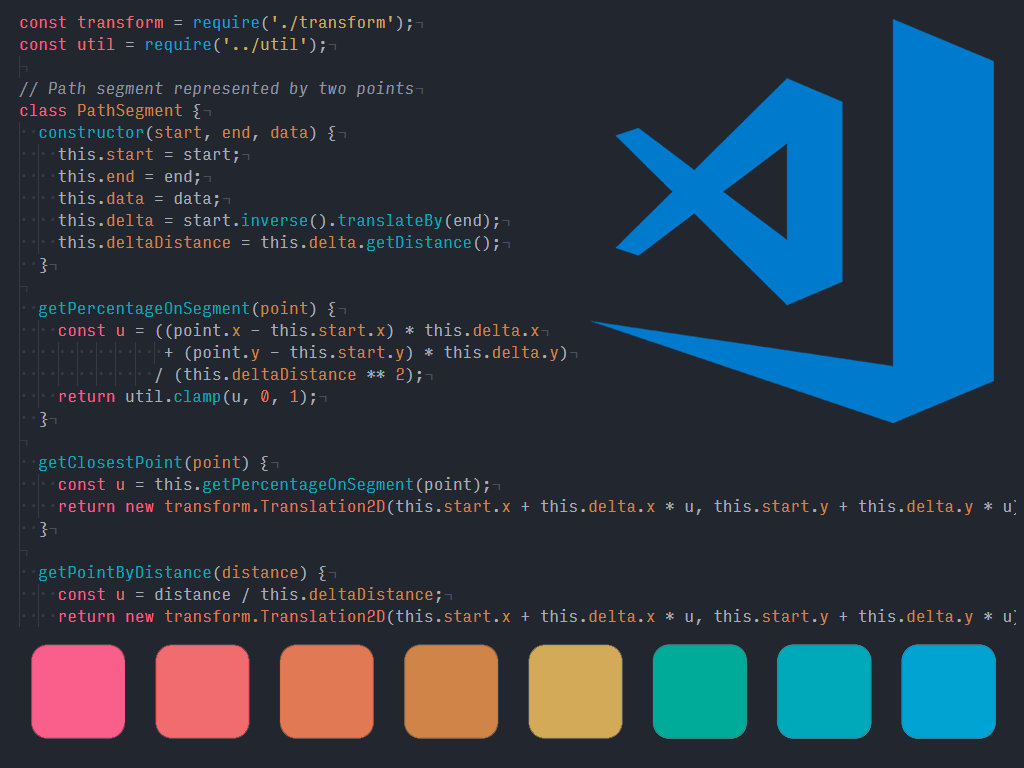 const transform = require('./transform');
const util = require('../util');
// Path segment represented by two points
class PathSegment {
constructor(start, end, data) {
this.start = start;
this.end = end;
this.data = data;
this.delta = start.inverse().translateBy(end);
this.deltaDistance = this.delta.getDistance();
}
getPercentageOnSegment(point) {
const u = ((point.x - this.start.x) * this.delta.x
+ (point.y - this.start.y) * this.delta.y)
/ (this.deltaDistance ** 2);
return util.clamp(u, 0, 1);
}
getClosestPoint(point) {
const u = this.getPercentageOnSegment(point);
return new transform.Translation2D(this.start.x + this.delta.x * u, this.start.y + this.delta.y * u)
}
getPointByDistance(distance) {
const u = distance / this.deltaDistance;
return new transform.Translation2D(this.start.x + this.delta.x * u, this.start.y + this.delta.y * u)